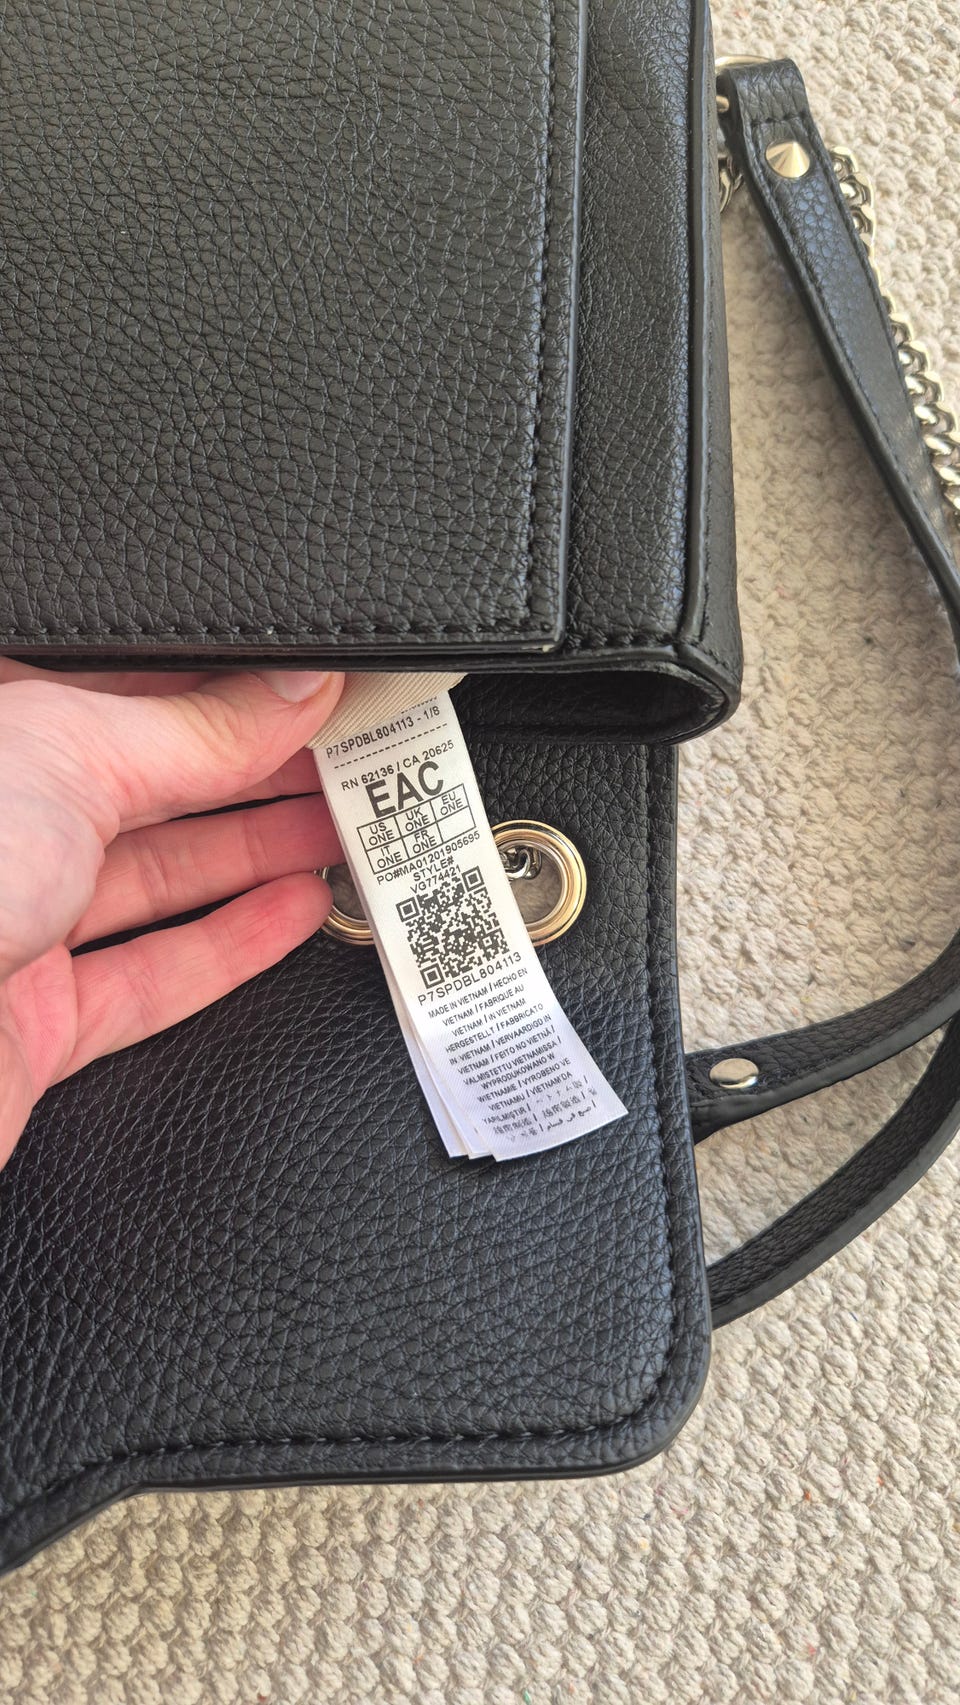 P7SPDBL804113 - 1/8
RN 62136 / CA 20625
EAC
US ONE UK ONE EU ONE
IT ONE FR ONE
PO#MA01201905695
STYLE#
VG774421
P7SPDBL804113
MADE IN VIETNAM / HECHO EN
VIETNAM / FABRIQUE AU
VIETNAM / IN VIETNAM
HERGESTELLT / FABBRICATO
IN VIETNAM / VERVAARDIGD IN
VIETNAM / FEITO NO VIETNÃ /
VALMISTETTU VIETNAMISSA /
WYPRODUKOWANO W
WIETNAMIE / VYROBENO VE
VIETNAMU / VIETNAM'DA
YAPILMIŞTIR /